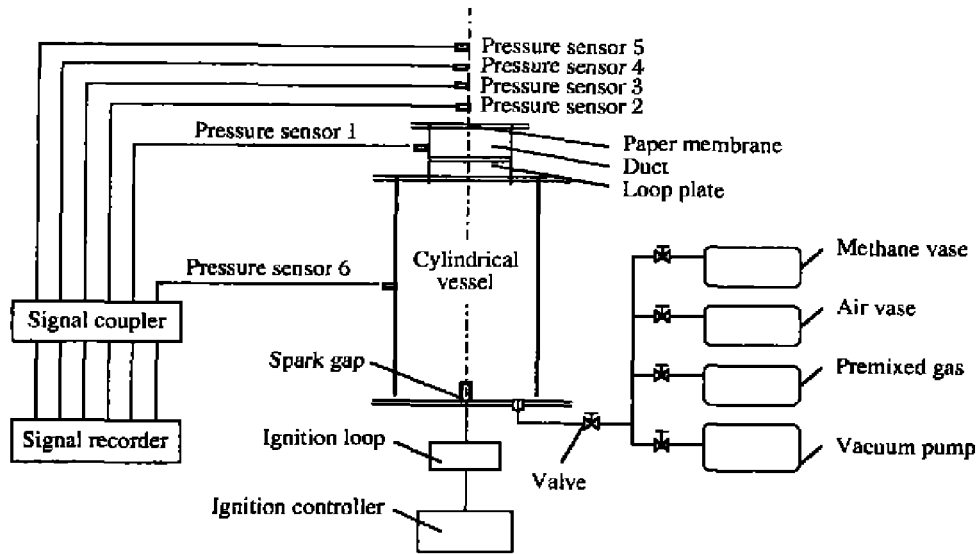 Pressure sensor 5
Pressure sensor 4
Pressure sensor 3
Pressure sensor 2
Pressure sensor 1
Paper membrane
Duct
Loop plate
Pressure sensor 6
Cylindrical
vessel
Methane vase
Air vase
Premixed gas
Vacuum pump
Signal coupler
Spark gap
Signal recorder
Ignition loop
Valve
Ignition controller